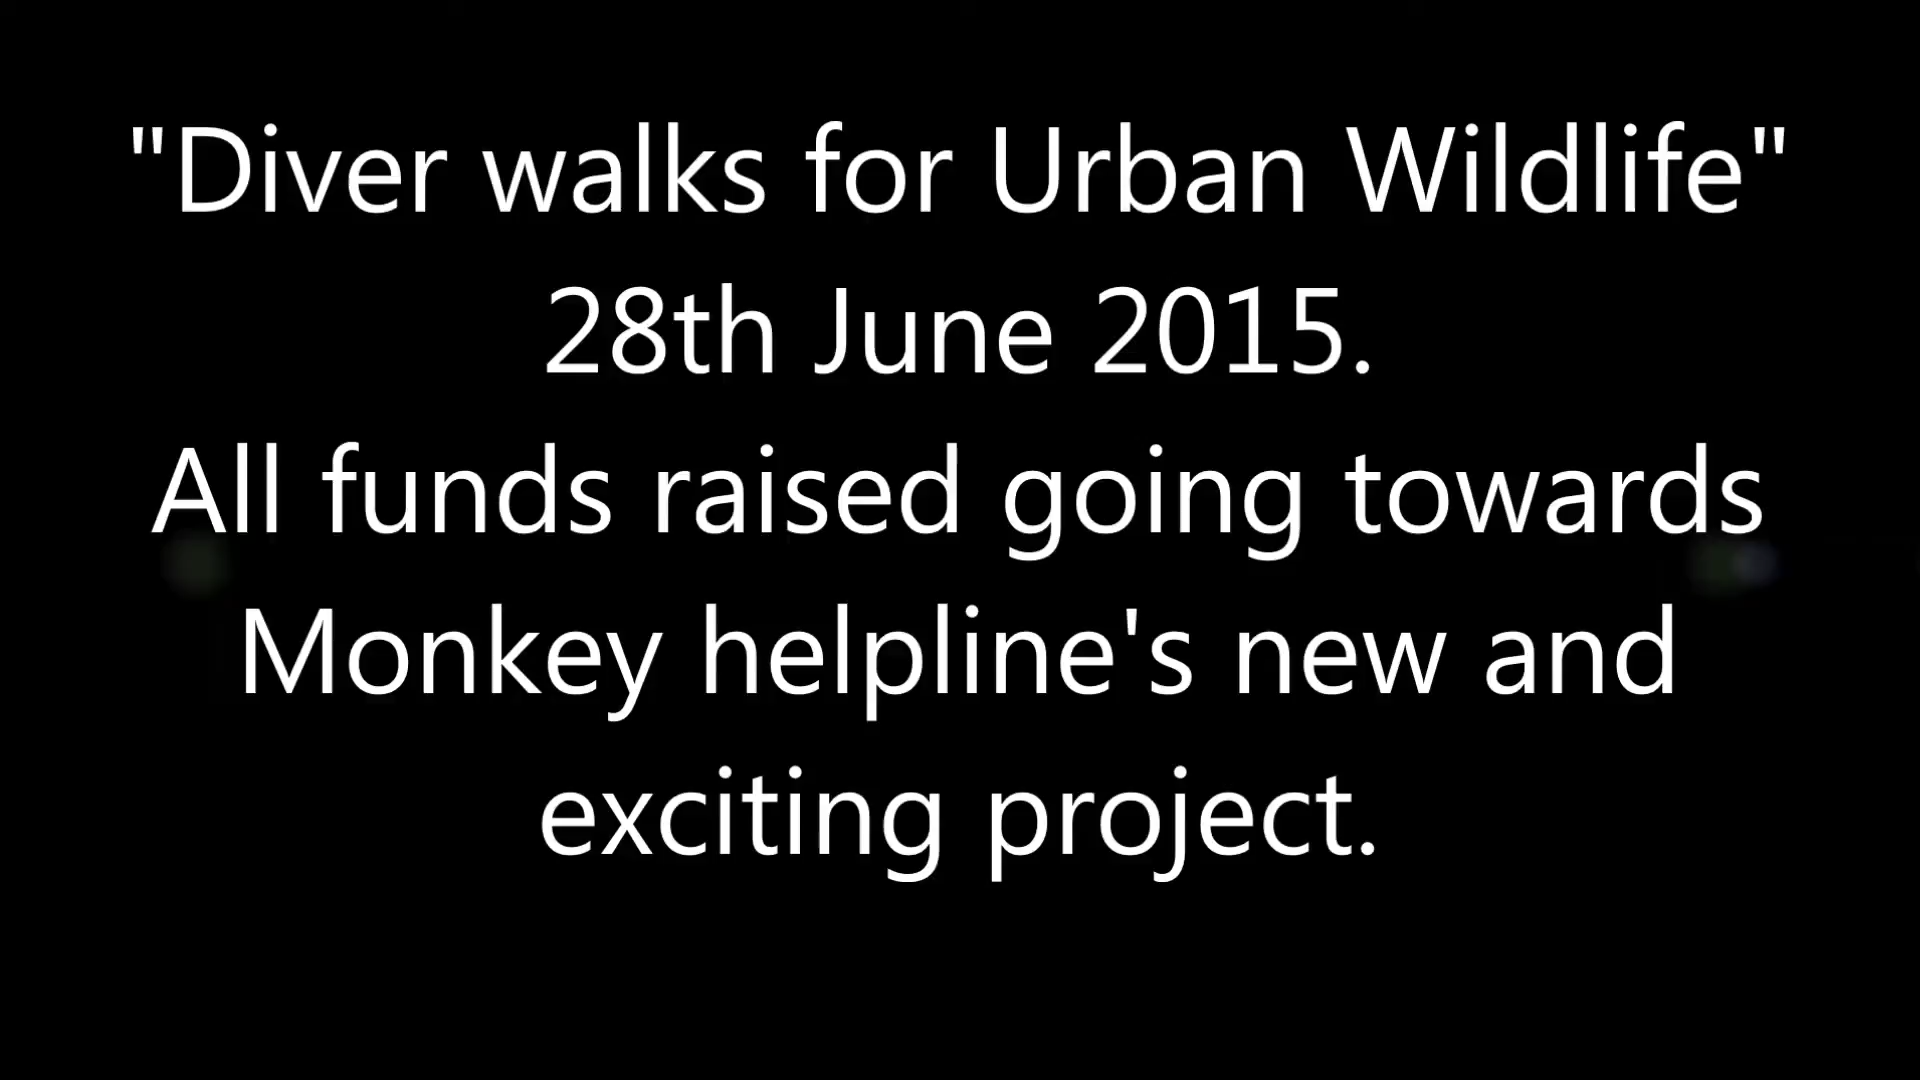 "Diver walks for Urban Wildlife"
28th June 2015.
All funds raised going towards
Monkey helpline's new and
exciting project.